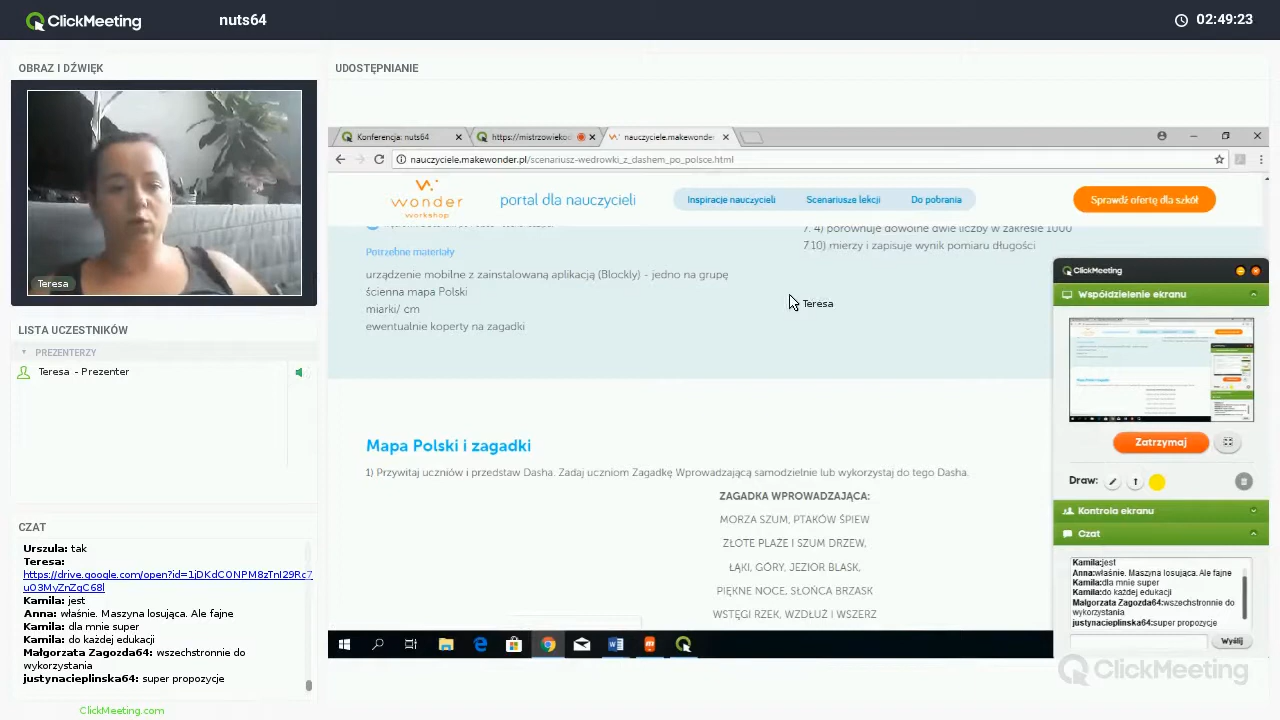 ClickMeeting
nuts64
02:49:23
OBRAZ I DŹWIĘK
UDOSTĘPNIANIE
Teresa
LISTA UCZESTNIKÓW
PREZENTERZY
Teresa - Prezenter
CZAT
Urszula: tak
Teresa:
Kamila: jest
Anna: właśnie. Maszyna losująca. Ale fajne
Kamila: dla mnie super
Kamila: do każdej edukacji
Małgorzata Zagozda64: wszechstronnie do
wykorzystania
justynacieplinska64: super propozycje
ClickMeeting.com
Konferencja: nuts64
https://mistrzowiekod
nauczyciele.makewonder
nauczyciele.makewonder.pl/scenariusz-wedrowki_z_dashem_po_polsce.html
wonder
workshop
portal dla nauczycieli
Inspiracje nauczycieli
Scenariusze lekcji
Do pobrania
Sprawdź ofertę dla szkół
7. 4) porównuje dowolne dwie liczby w zakresie 1000
7.10) mierzy i zapisuje wynik pomiaru długości
Potrzebne materiały
urządzenie mobilne z zainstalowaną aplikacją (Blockly) - jedno na grupę
ścienna mapa Polski
miarki/ cm
ewentualnie koperty na zagadki
Teresa
Mapa Polski i zagadki
1) Przywitaj uczniów i przedstaw Dasha. Zadaj uczniom Zagadkę Wprowadzającą samodzielnie lub wykorzystaj do tego Dasha.
ZAGADKA WPROWADZAJĄCA:
MORZA SZUM, PTAKÓW ŚPIEW
ZŁOTE PLAŻE I SZUM DRZEW,
ŁĄKI, GÓRY, JEZIOR BLASK,
PIĘKNE NOCE, SŁOŃCA BRZASK
WSTĘGI RZEK, WZDŁUŻ I WSZERZ
ClickMeeting
Współdzielenie ekranu
Zatrzymaj
Draw:
Kontrola ekranu
Czat
Kamila:jest
Anna:właśnie. Maszyna losująca. Ale fajne
Kamila:dla mnie super
Kamila:do każdej edukacji
Małgorzata Zagozda64:wszechstronnie do
wykorzystania
justynacieplinska64:super propozycje
Wyślij
ClickMeeting